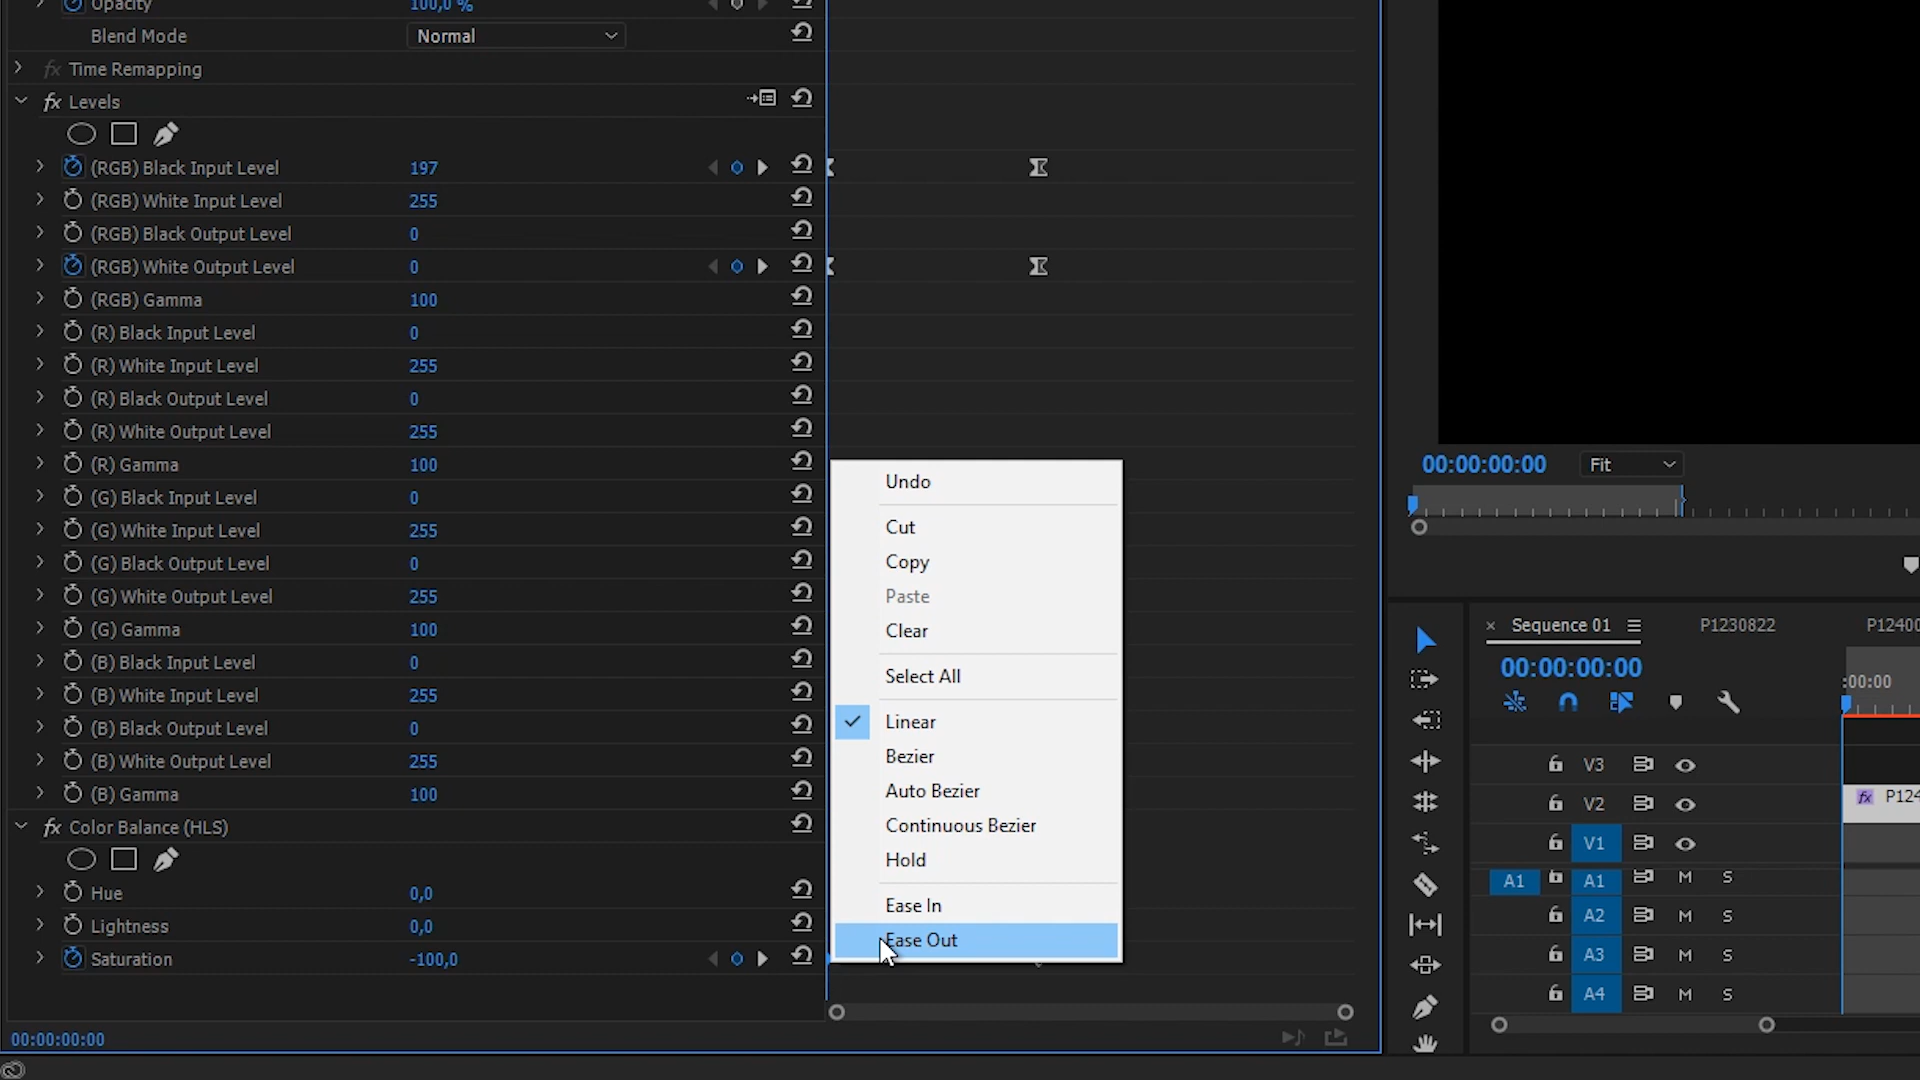 Opacity 100,0 %
Blend Mode Normal
fx Time Remapping
fx Levels
(RGB) Black Input Level 197
(RGB) White Input Level 255
(RGB) Black Output Level 0
(RGB) White Output Level 0
(RGB) Gamma 100
(R) Black Input Level 0
(R) White Input Level 255
(R) Black Output Level 0
(R) White Output Level 255
(R) Gamma 100
(G) Black Input Level 0
(G) White Input Level 255
(G) Black Output Level 0
(G) White Output Level 255
(G) Gamma 100
(B) Black Input Level 0
(B) White Input Level 255
(B) Black Output Level 0
(B) White Output Level 255
(B) Gamma 100
fx Color Balance (HLS)
Hue 0,0
Lightness 0,0
Saturation -100,0
00:00:00:00
Undo
Cut
Copy
Paste
Clear
Select All
Linear
Bezier
Auto Bezier
Continuous Bezier
Hold
Ease In
Ease Out
00:00:00:00 Fit
× Sequence 01 P1230822 P12400
00:00:00:00
:00:00
V3
V2 fx P124
V1
A1 A1 M S
A2 M S
A3 M S
A4 M S